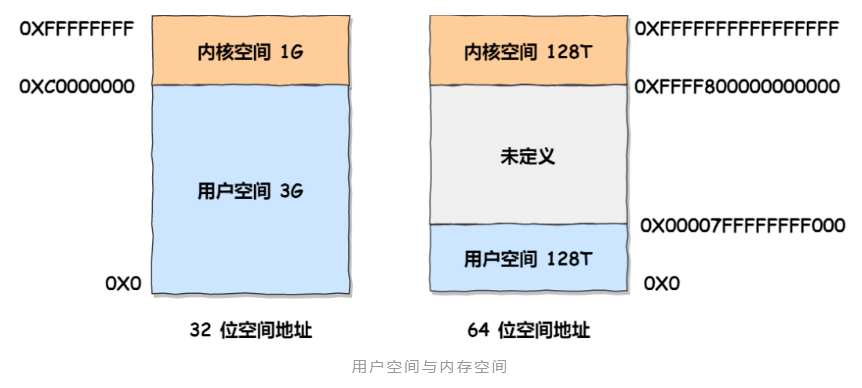 0XFFFFFFFF
内核空间 1G
0XC0000000
用户空间 3G
0X0
32 位空间地址
内核空间 128T
0XFFFFFFFFFFFFFFFF
0XFFFF800000000000
未定义
0X00007FFFFFFFF000
用户空间 128T
0X0
64 位空间地址
用户空间与内存空间